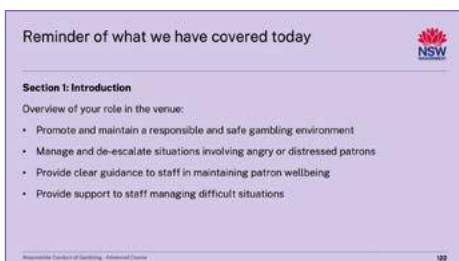 Reminder of what we have covered today
NSW
GOVERNMENT
Section 1: Introduction
Overview of your role in the venue:
• Promote and maintain a responsible and safe gambling environment
• Manage and de-escalate situations involving angry or distressed patrons
• Provide clear guidance to staff in maintaining patron wellbeing
• Provide support to staff managing difficult situations
Responsible Conduct of Gambling - Advanced Course
122